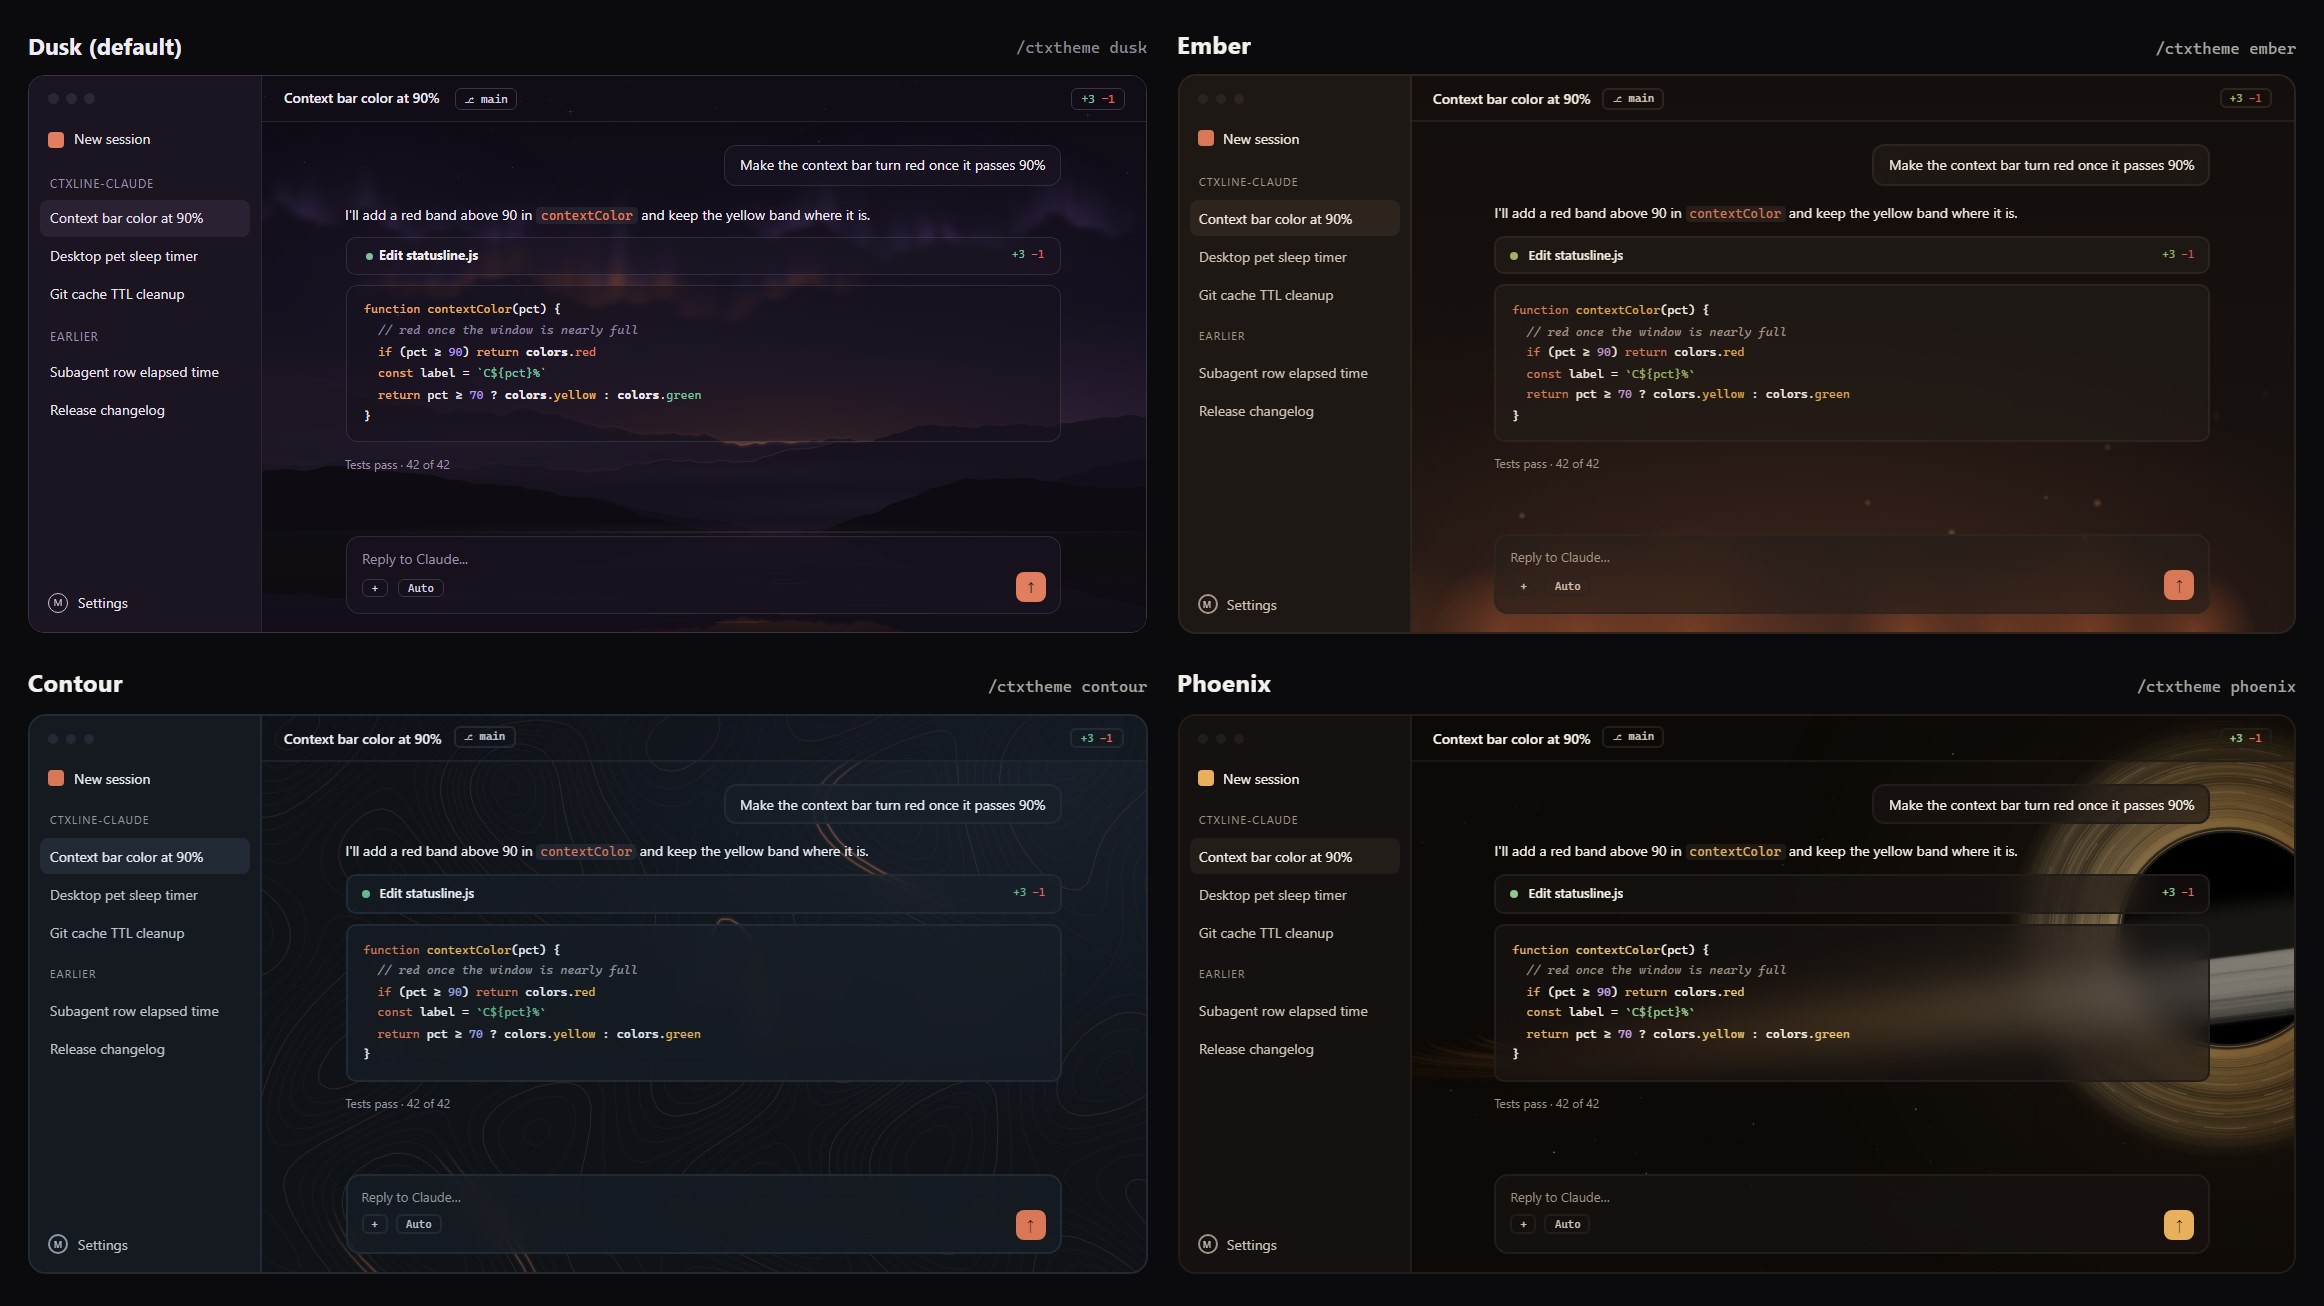 Dusk (default)
/ctxtheme dusk
Context bar color at 90%
main
+3 −1
New session
CTXLINE-CLAUDE
Context bar color at 90%
Desktop pet sleep timer
Git cache TTL cleanup
EARLIER
Subagent row elapsed time
Release changelog
M
Settings
Make the context bar turn red once it passes 90%
I'll add a red band above 90 in contextColor and keep the yellow band where it is.
Edit statusline.js
+3 −1
function contextColor(pct) {
// red once the window is nearly full
if (pct ≥ 90) return colors.red
const label = `C${pct}%`
return pct ≥ 70 ? colors.yellow : colors.green
}
Tests pass · 42 of 42
Reply to Claude...
+ Auto
↑
Ember
/ctxtheme ember
Context bar color at 90%
main
+3 −1
New session
CTXLINE-CLAUDE
Context bar color at 90%
Desktop pet sleep timer
Git cache TTL cleanup
EARLIER
Subagent row elapsed time
Release changelog
M
Settings
Make the context bar turn red once it passes 90%
I'll add a red band above 90 in contextColor and keep the yellow band where it is.
Edit statusline.js
+3 −1
function contextColor(pct) {
// red once the window is nearly full
if (pct ≥ 90) return colors.red
const label = `C${pct}%`
return pct ≥ 70 ? colors.yellow : colors.green
}
Tests pass · 42 of 42
Reply to Claude...
+ Auto
↑
Contour
/ctxtheme contour
Context bar color at 90%
main
+3 −1
New session
CTXLINE-CLAUDE
Context bar color at 90%
Desktop pet sleep timer
Git cache TTL cleanup
EARLIER
Subagent row elapsed time
Release changelog
M
Settings
Make the context bar turn red once it passes 90%
I'll add a red band above 90 in contextColor and keep the yellow band where it is.
Edit statusline.js
+3 −1
function contextColor(pct) {
// red once the window is nearly full
if (pct ≥ 90) return colors.red
const label = `C${pct}%`
return pct ≥ 70 ? colors.yellow : colors.green
}
Tests pass · 42 of 42
Reply to Claude...
+ Auto
↑
Phoenix
/ctxtheme phoenix
Context bar color at 90%
main
+3 −1
New session
CTXLINE-CLAUDE
Context bar color at 90%
Desktop pet sleep timer
Git cache TTL cleanup
EARLIER
Subagent row elapsed time
Release changelog
M
Settings
Make the context bar turn red once it passes 90%
I'll add a red band above 90 in contextColor and keep the yellow band where it is.
Edit statusline.js
+3 −1
function contextColor(pct) {
// red once the window is nearly full
if (pct ≥ 90) return colors.red
const label = `C${pct}%`
return pct ≥ 70 ? colors.yellow : colors.green
}
Tests pass · 42 of 42
Reply to Claude...
+ Auto
↑